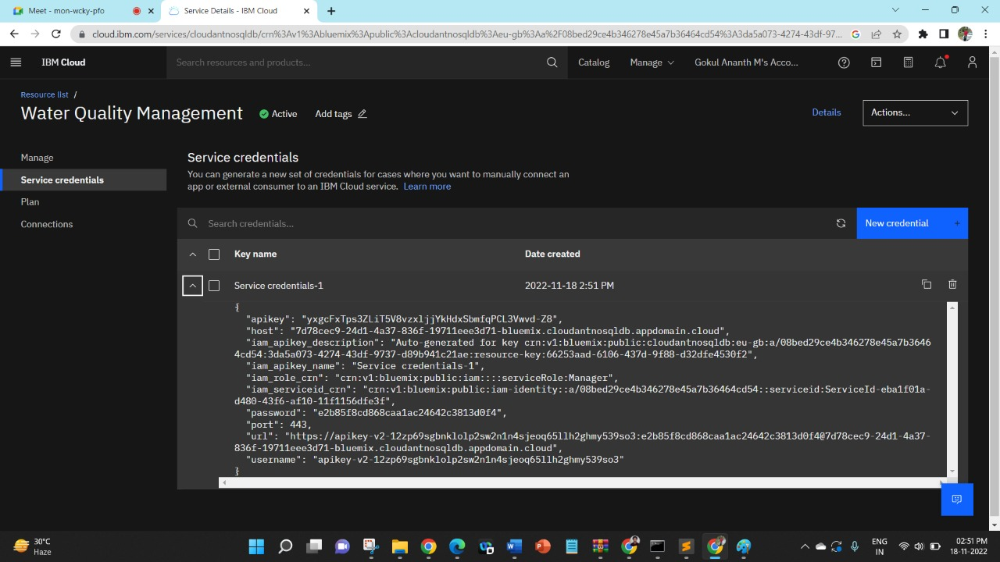 Meet - mon-wcky-pfo
Service Details - IBM Cloud
cloud.ibm.com/services/cloudantnosqldb/crn%3Av1%3Abluemix%3Apublic%3Acloudantnosqldb%3Aeu-gb%3Aa%2F08bed29ce4b346278e45a7b36464cd54%3A3da5a073-4274-43df-97...
IBM Cloud
Search resources and products...
Catalog
Manage
Gokul Ananth M's Acco...
Resource list /
Water Quality Management
Active
Add tags
Details
Actions...
Manage
Service credentials
Plan
Connections
Service credentials
You can generate a new set of credentials for cases where you want to manually connect an
app or external consumer to an IBM Cloud service. Learn more
Search credentials...
New credential +
Key name
Date created
Service credentials-1
2022-11-18 2:51 PM
{
"apikey": "yxgcFxTps3ZLiT5V8vzxljjYkHdxSbmfqPCL3Vwvd-Z8",
"host": "7d78cec9-24d1-4a37-836f-19711eee3d71-bluemix.cloudantnosqldb.appdomain.cloud",
"iam_apikey_description": "Auto-generated for key crn:v1:bluemix:public:cloudantnosqldb:eu-gb:a/08bed29ce4b346278e45a7b3646
4cd54:3da5a073-4274-43df-9737-d89b941c21ae:resource-key:66253aad-6106-437d-9f88-d32dfe4530f2",
"iam_apikey_name": "Service credentials-1",
"iam_role_crn": "crn:v1:bluemix:public:iam::::serviceRole:Manager",
"iam_serviceid_crn": "crn:v1:bluemix:public:iam-identity::a/08bed29ce4b346278e45a7b36464cd54::serviceid:ServiceId-eba1f01a-
d480-43f6-af10-11f1156dfe3f",
"password": "e2b85f8cd868caa1ac24642c3813d0f4",
"port": 443,
"url": "https://apikey-v2-12zp69sgbnklolp2sw2n1n4sjeoq65llh2ghmy539so3:e2b85f8cd868caa1ac24642c3813d0f4@7d78cec9-24d1-4a37-
836f-19711eee3d71-bluemix.cloudantnosqldb.appdomain.cloud",
"username": "apikey-v2-12zp69sgbnklolp2sw2n1n4sjeoq65llh2ghmy539so3"
}
30°C
Haze
ENG
IN
02:51 PM
18-11-2022